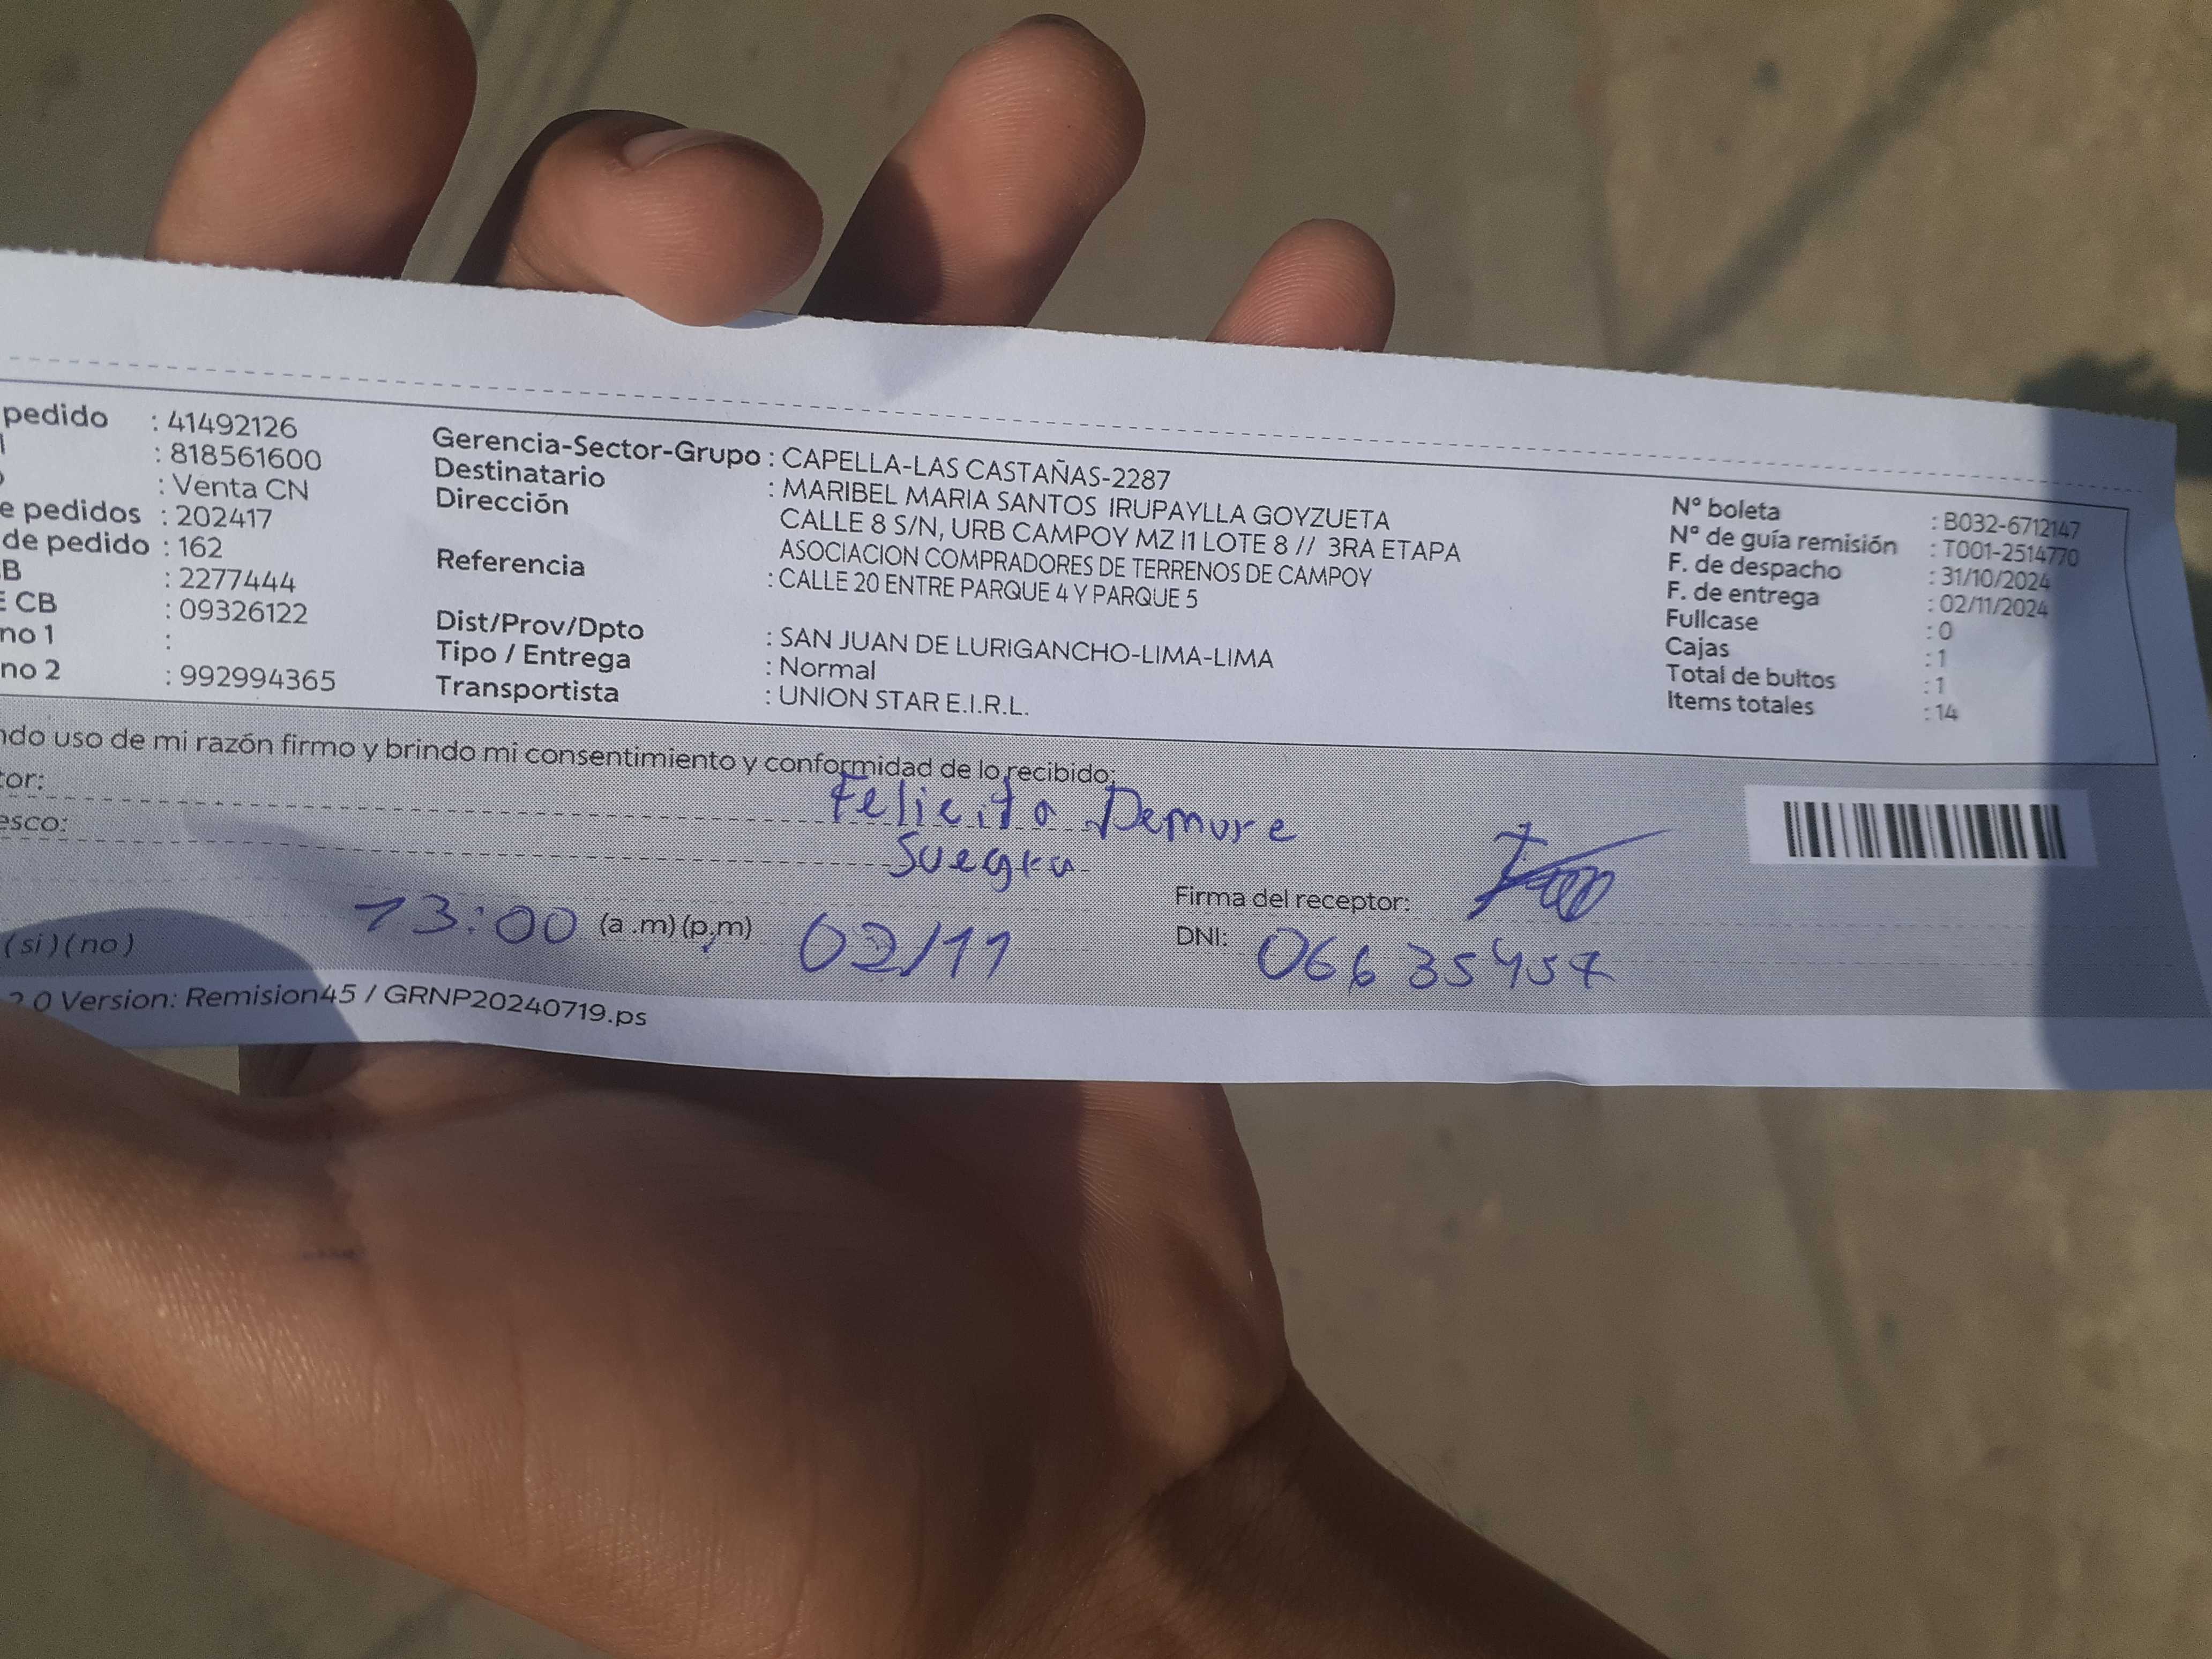 pedido : 41492126
: 818561600
: Venta CN
e pedidos : 202417
de pedido : 162
B : 2277444
E CB : 09326122
no 1 :
no 2 : 992994365
Gerencia-Sector-Grupo : CAPELLA-LAS CASTAÑAS-2287
Destinatario : MARIBEL MARIA SANTOS IRUPAYLLA GOYZUETA
Dirección CALLE 8 S/N, URB CAMPOY MZ I1 LOTE 8 // 3RA ETAPA
ASOCIACION COMPRADORES DE TERRENOS DE CAMPOY
Referencia : CALLE 20 ENTRE PARQUE 4 Y PARQUE 5
Dist/Prov/Dpto : SAN JUAN DE LURIGANCHO-LIMA-LIMA
Tipo / Entrega : Normal
Transportista : UNION STAR E.I.R.L.
Nº boleta : B032-6712147
Nº de guía remisión : T001-2514770
F. de despacho : 31/10/2024
F. de entrega : 02/11/2024
Fullcase : 0
Cajas : 1
Total de bultos : 1
Items totales : 14
ndo uso de mi razón firmo y brindo mi consentimiento y conformidad de lo recibido:
tor: Felicita Demure
esco: Suegra
Firma del receptor:
13:00 (a .m) (p.m) 02/11
DNI: 06635457
(si) (no)
2.0 Version: Remision45 / GRNP20240719.ps